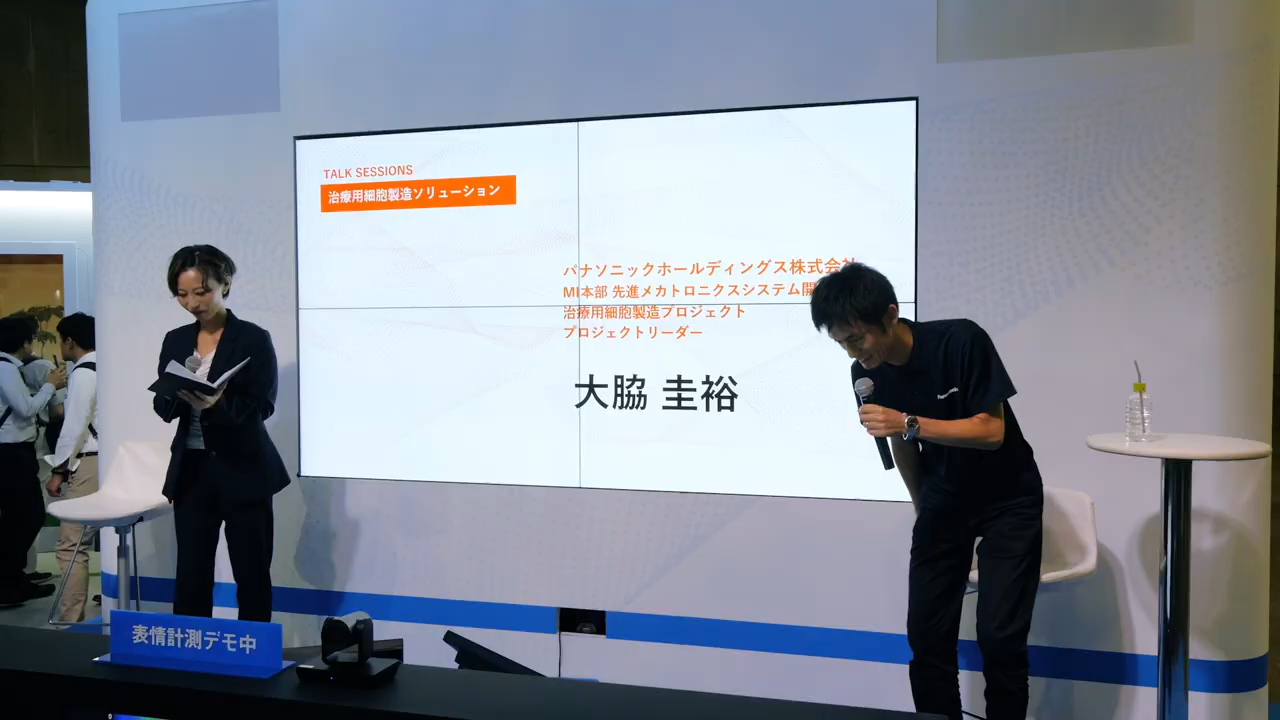 TALK SESSIONS
治療用細胞製造ソリューション
パナソニックホールディングス株式会社
MI本部 先進メカトロニクスシステム開
治療用細胞製造プロジェクト
プロジェクトリーダー
大脇 圭裕
表情計測デモ中